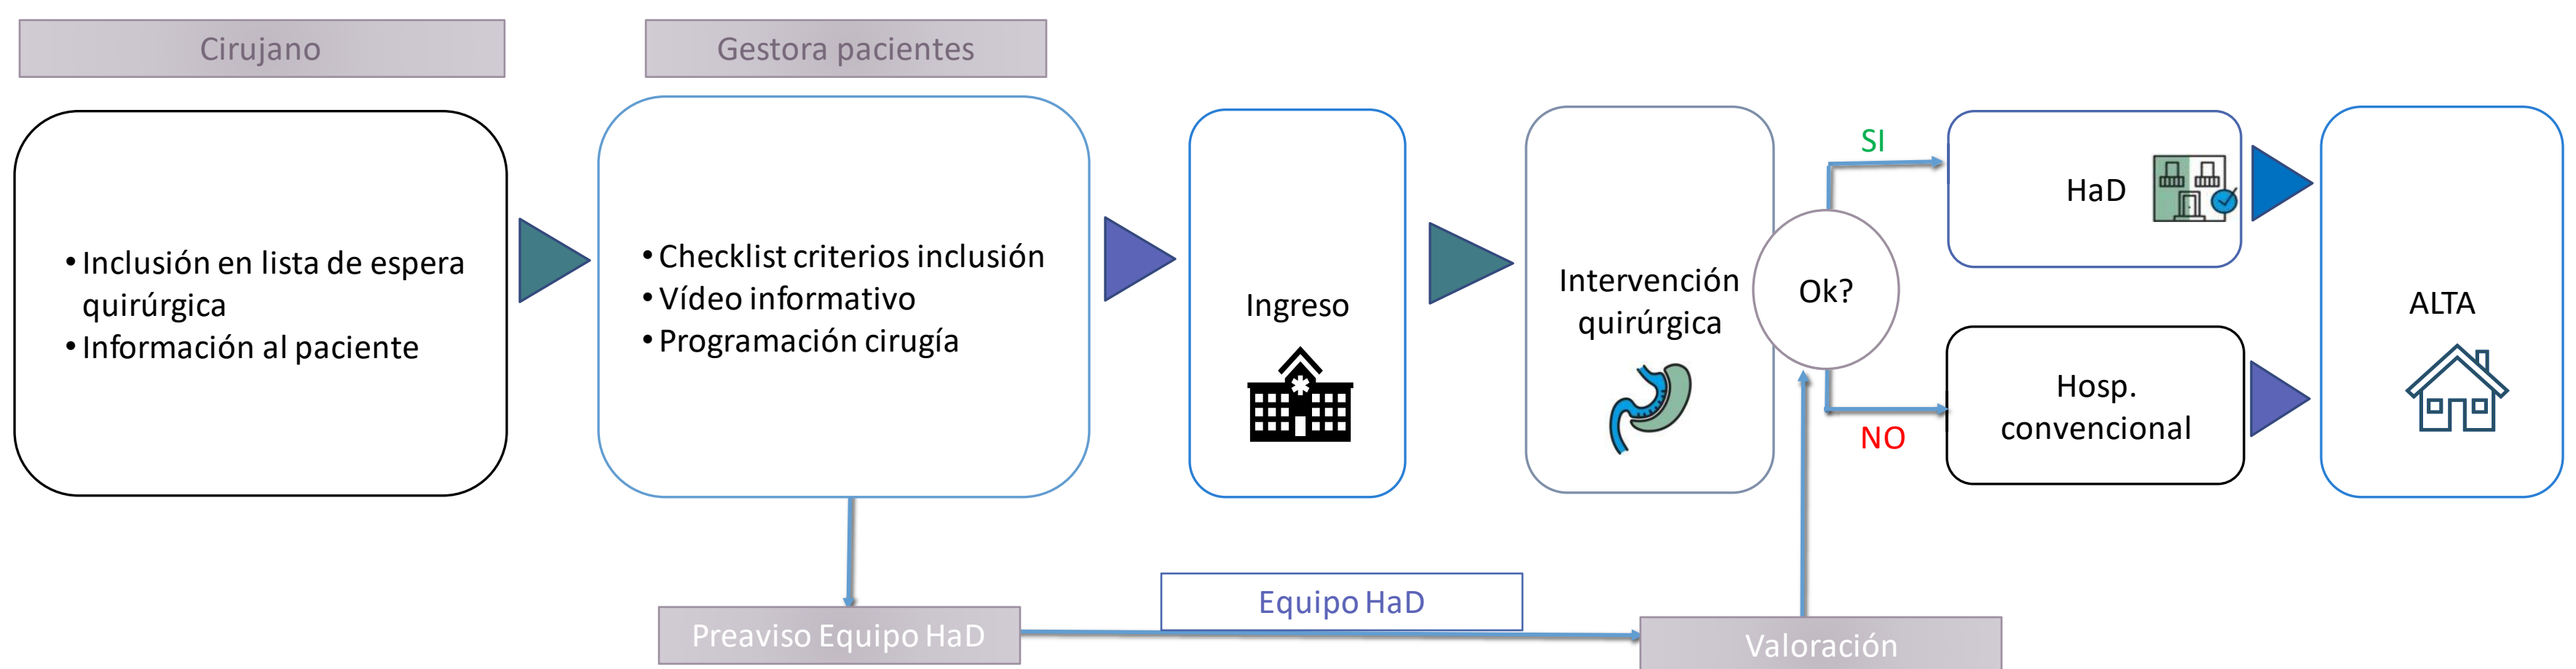 Cirujano
Gestora pacientes
• Inclusión en lista de espera
quirúrgica
• Información al paciente
• Checklist criterios inclusión
• Vídeo informativo
• Programación cirugía
Ingreso
Intervención
quirúrgica
Ok?
SI
NO
HaD
Hosp.
convencional
ALTA
Preaviso Equipo HaD
Equipo HaD
Valoración